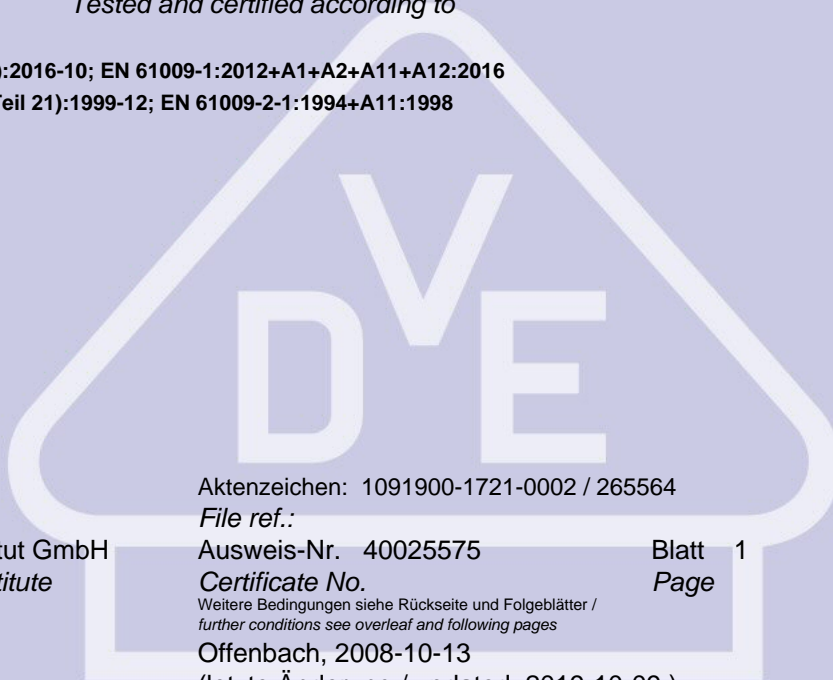 Tested and certified according to
):2016-10; EN 61009-1:2012+A1+A2+A11+A12:2016
Teil 21):1999-12; EN 61009-2-1:1994+A11:1998
VDE
Aktenzeichen: 1091900-1721-0002 / 265564
File ref.:
tut GmbH Ausweis-Nr. 40025575 Blatt 1
titute Certificate No. Page
Weitere Bedingungen siehe Rückseite und Folgeblätter /
further conditions see overleaf and following pages
Offenbach, 2008-10-13